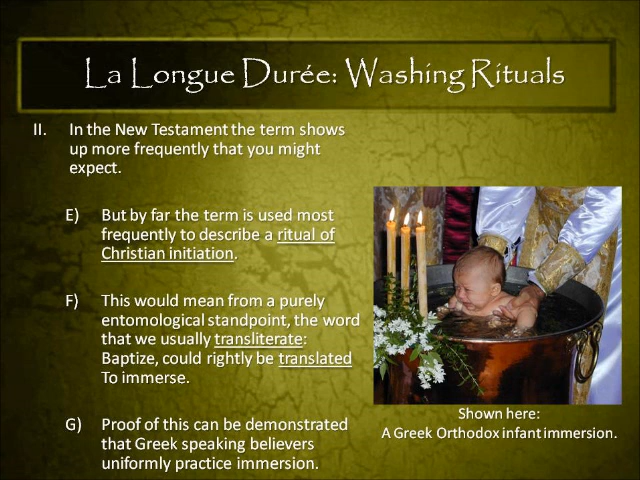 La Longue Durée: Washing Rituals
II. In the New Testament the term shows
up more frequently that you might
expect.
E) But by far the term is used most
frequently to describe a ritual of
Christian initiation.
F) This would mean from a purely
entomological standpoint, the word
that we usually transliterate:
Baptize, could rightly be translated
To immerse.
G) Proof of this can be demonstrated
that Greek speaking believers
uniformly practice immersion.
Shown here:
A Greek Orthodox infant immersion.